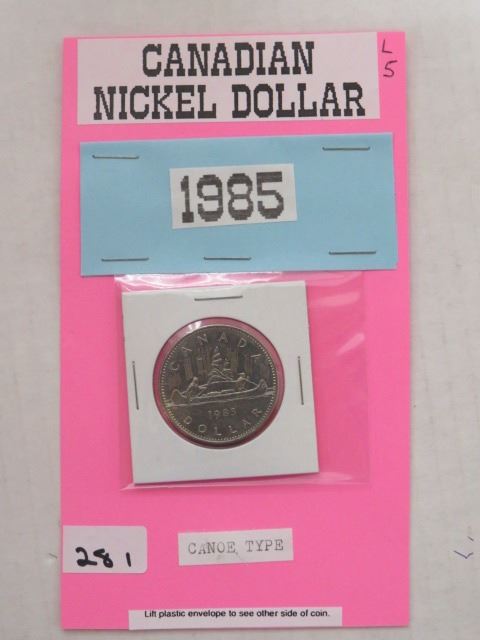 CANADIAN
NICKEL DOLLAR
L
5
1985
CANADA
1985
DOLLAR
281
CANOE TYPE
Lift plastic envelope to see other side of coin.